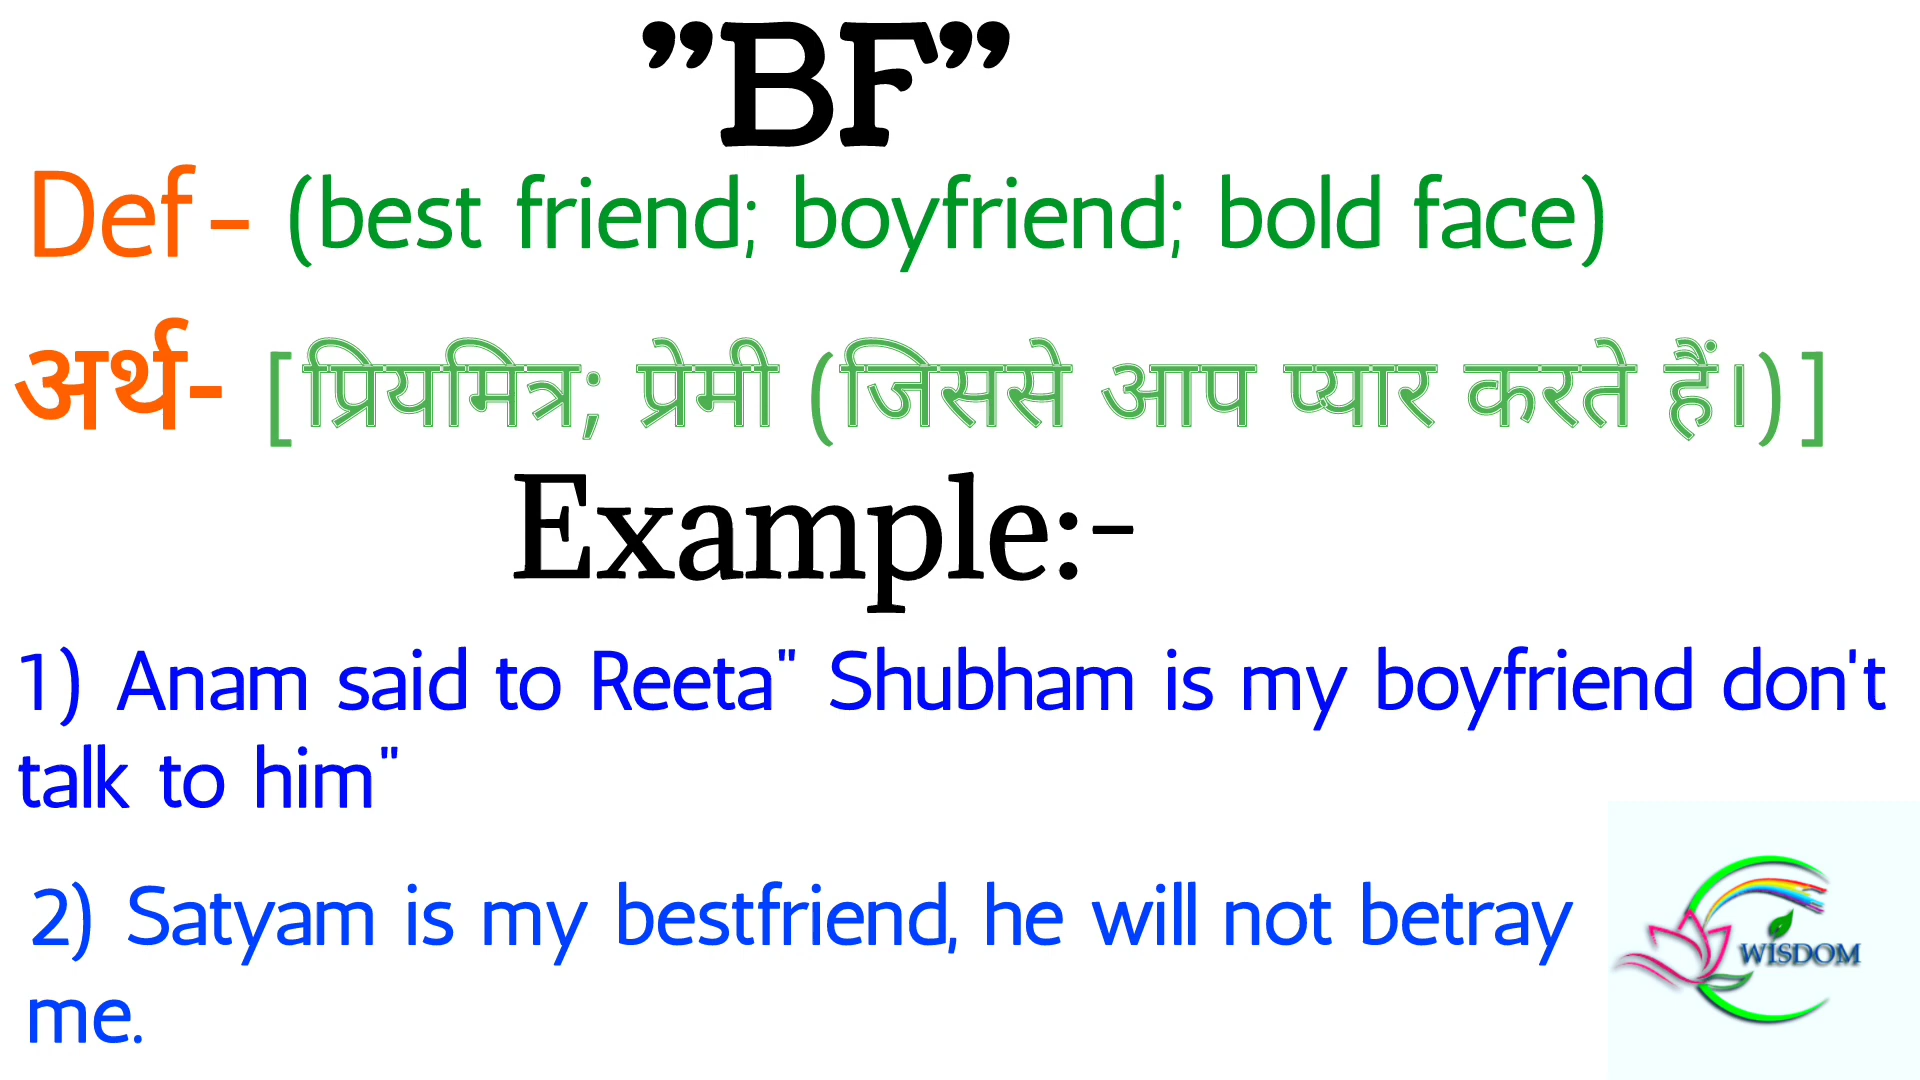 ”BF”
Def - (best friend; boyfriend; bold face)
अर्थ- [प्रियमित्र; प्रेमी (जिससे आप प्यार करते हैं।)]
Example:-
1) Anam said to Reeta" Shubham is my boyfriend don't
talk to him"
2) Satyam is my bestfriend, he will not betray
me.
WISDOM